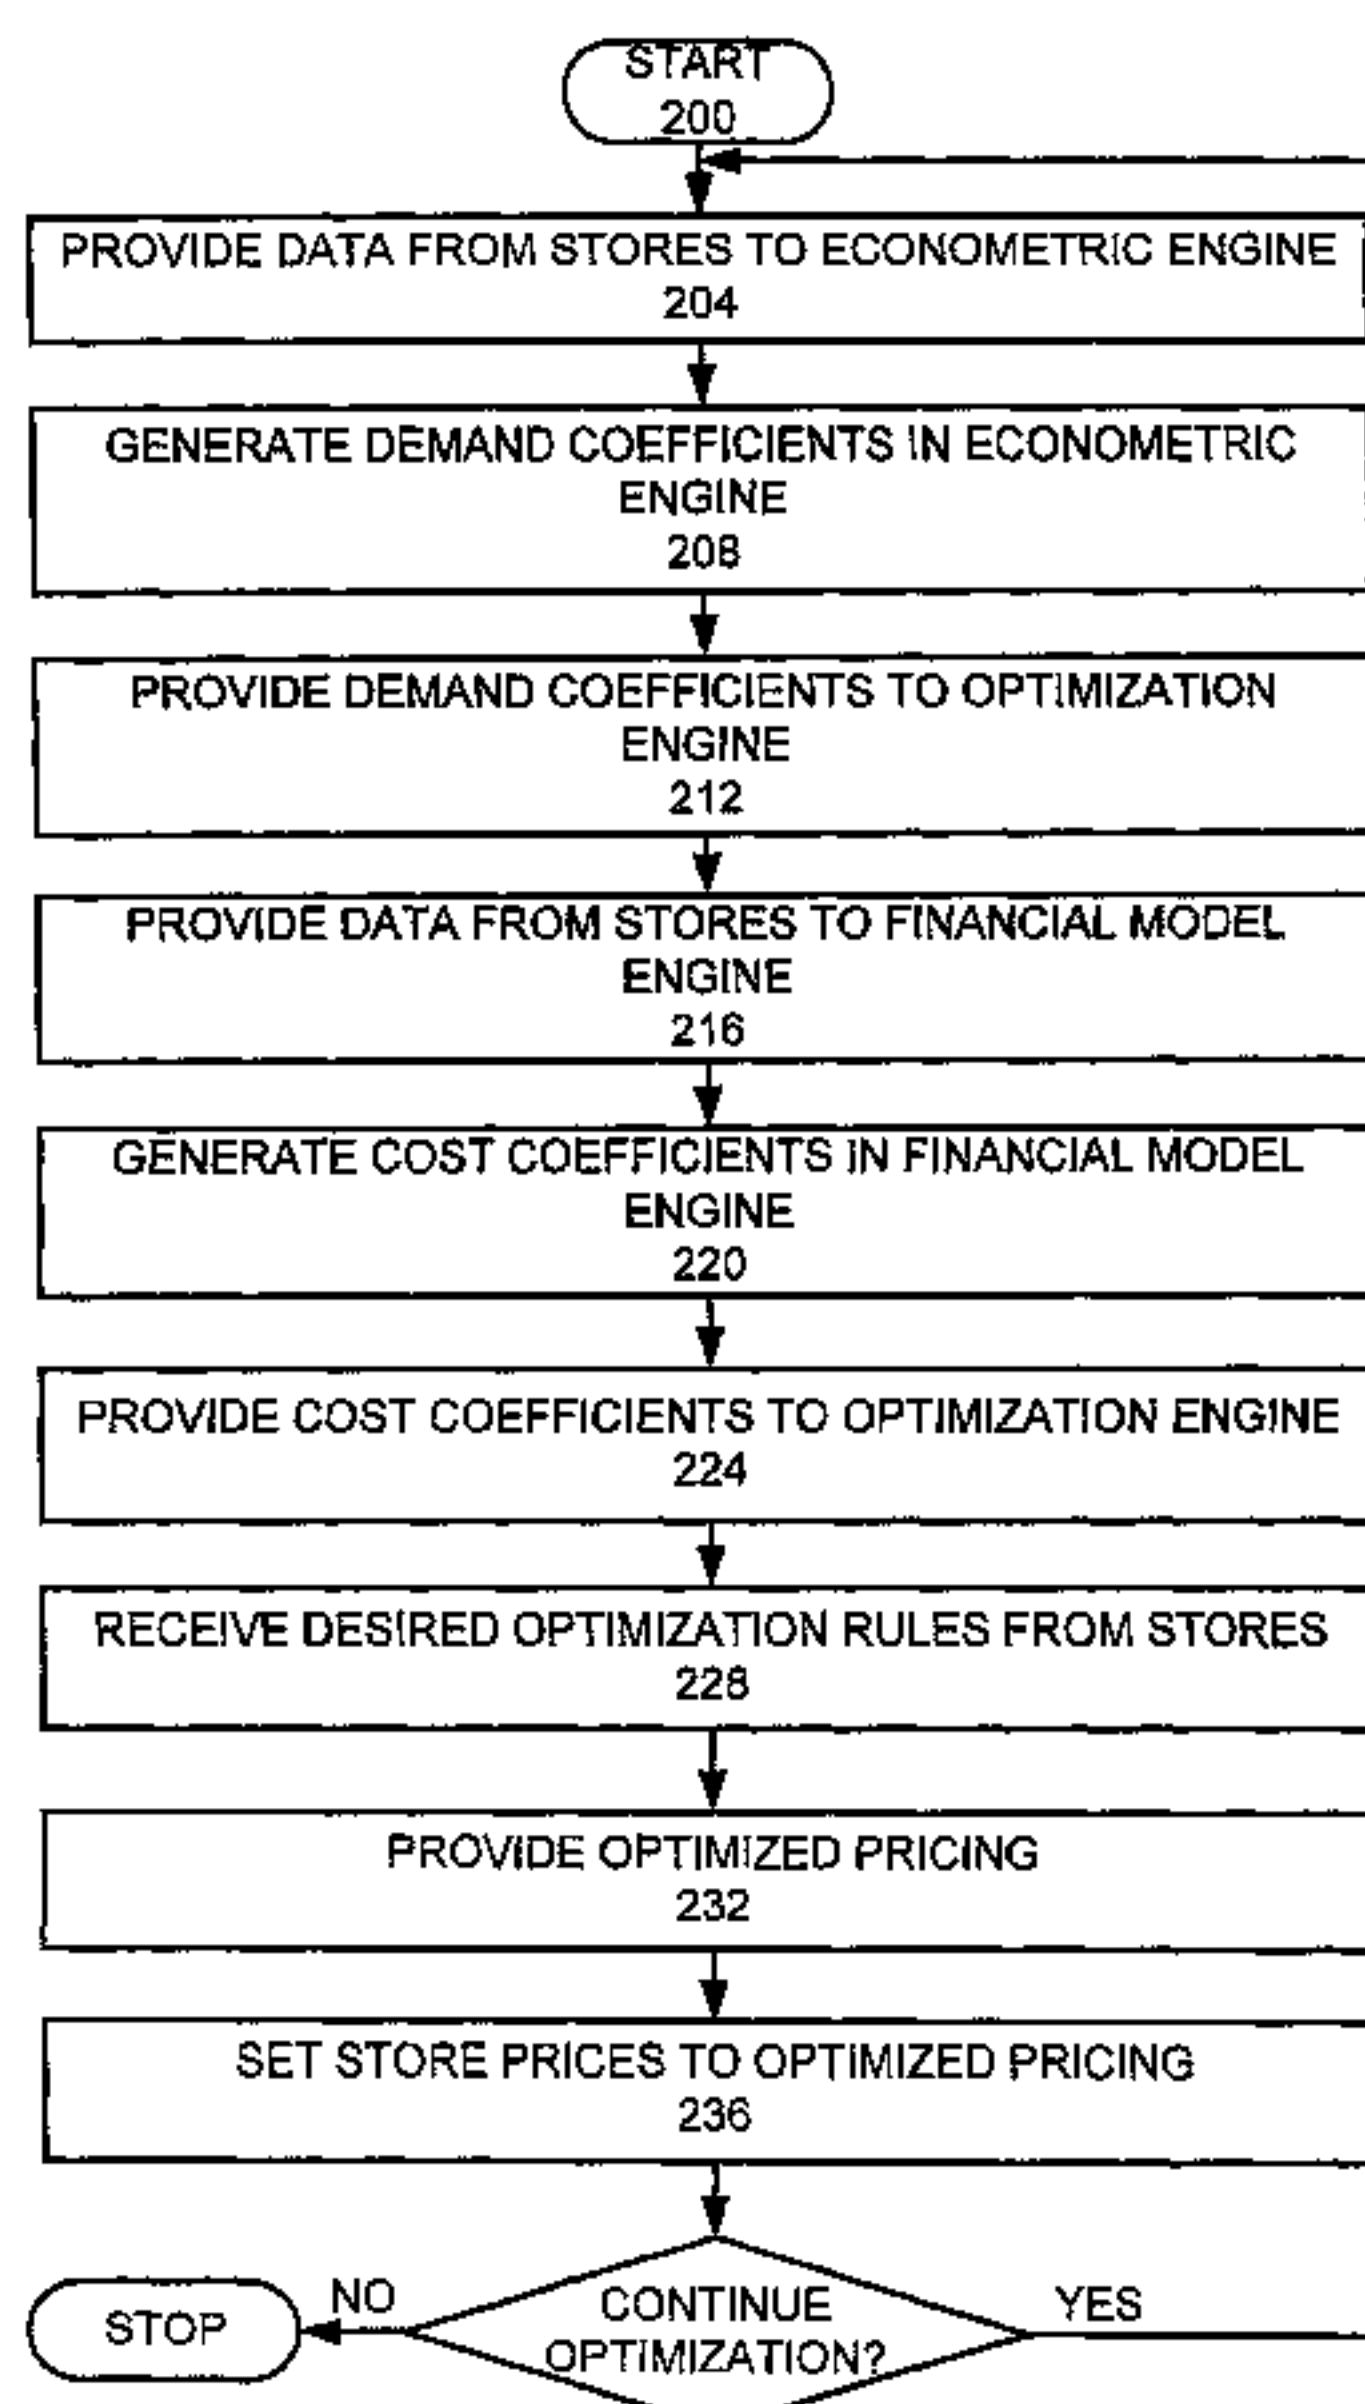 START
200
PROVIDE DATA FROM STORES TO ECONOMETRIC ENGINE
204
GENERATE DEMAND COEFFICIENTS IN ECONOMETRIC
ENGINE
208
PROVIDE DEMAND COEFFICIENTS TO OPTIMIZATION
ENGINE
212
PROVIDE DATA FROM STORES TO FINANCIAL MODEL
ENGINE
216
GENERATE COST COEFFICIENTS IN FINANCIAL MODEL
ENGINE
220
PROVIDE COST COEFFICIENTS TO OPTIMIZATION ENGINE
224
RECEIVE DESIRED OPTIMIZATION RULES FROM STORES
228
PROVIDE OPTIMIZED PRICING
232
SET STORE PRICES TO OPTIMIZED PRICING
236
STOP
NO
CONTINUE
OPTIMIZATION?
YES